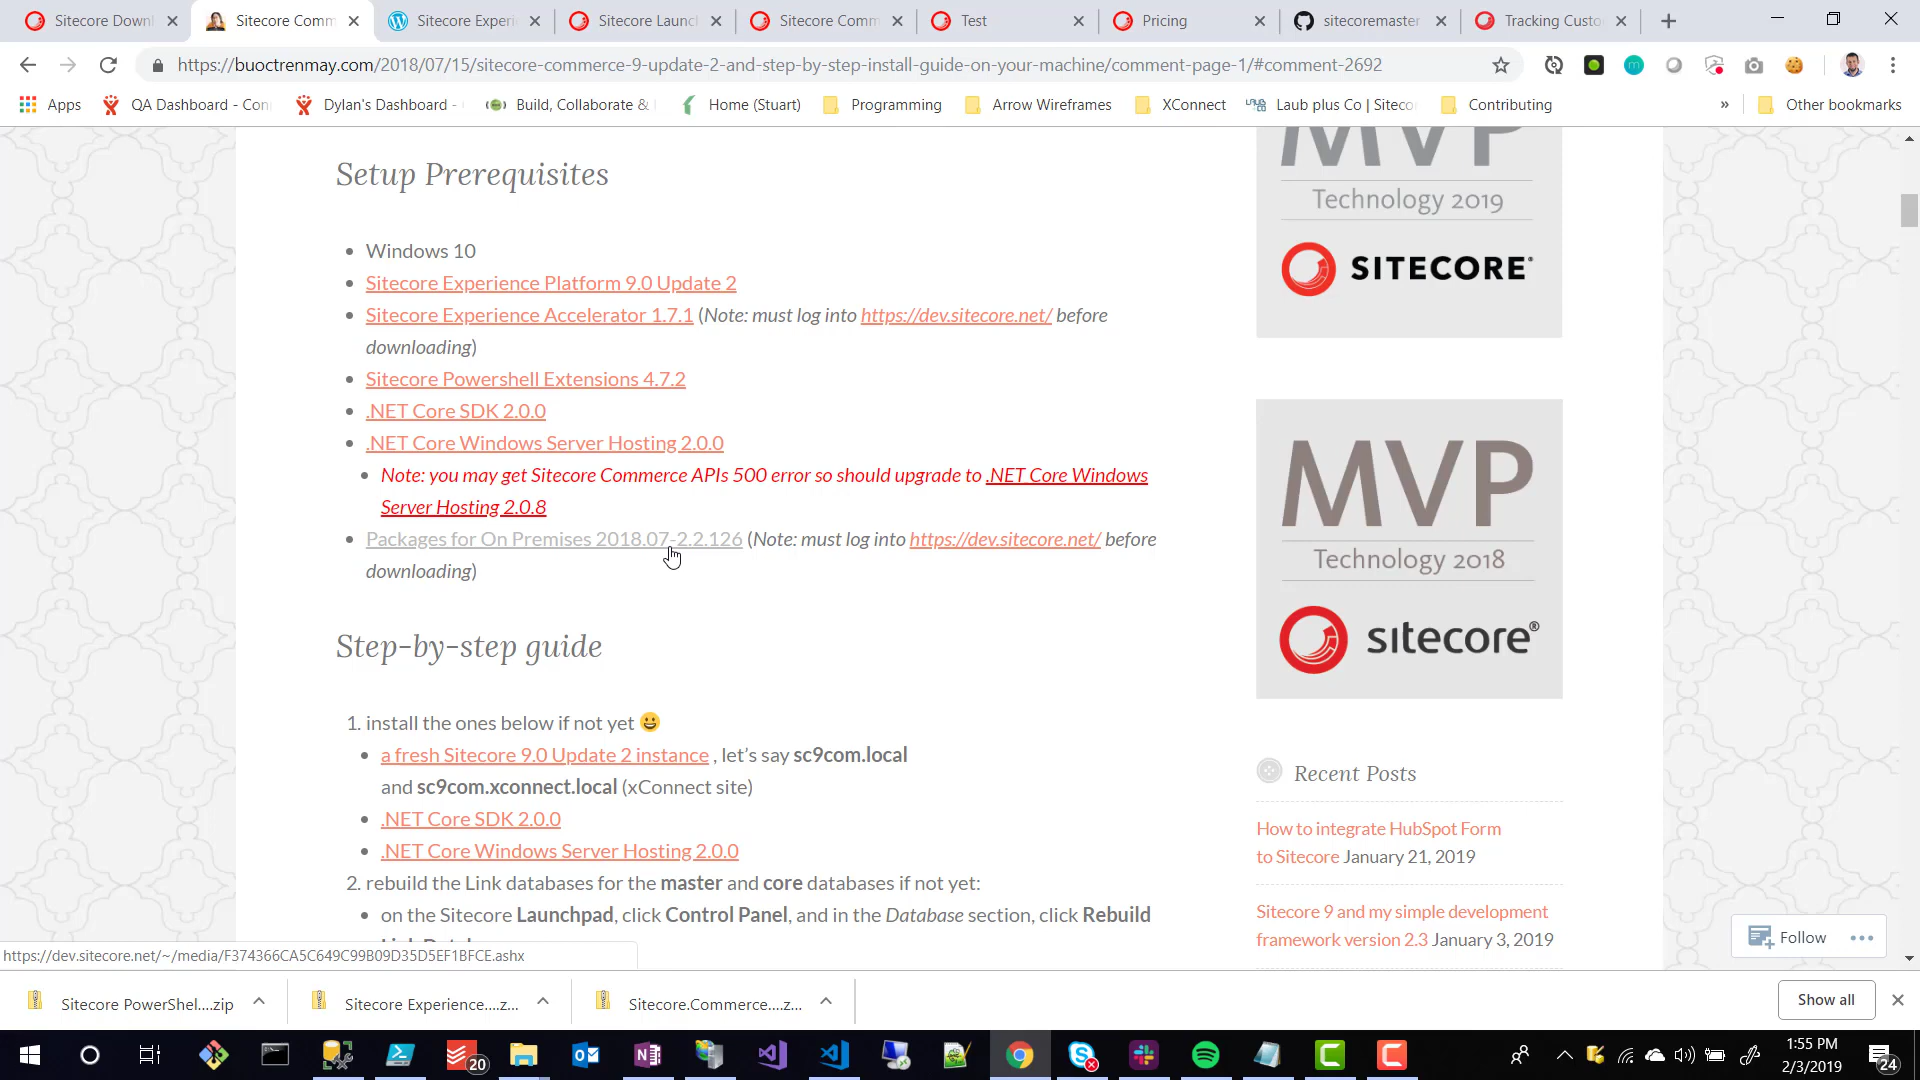 Sitecore Downl
Sitecore Comm
Sitecore Experi
Sitecore Launc
Sitecore Comm
Test
Pricing
sitecoremaster
Tracking Custo
https://buoctrenmay.com/2018/07/15/sitecore-commerce-9-update-2-and-step-by-step-install-guide-on-your-machine/comment-page-1/#comment-2692
Apps
QA Dashboard - Con
Dylan's Dashboard -
Build, Collaborate &
Home (Stuart)
Programming
Arrow Wireframes
XConnect
Laub plus Co | Siteco
Contributing
»
Other bookmarks
Setup Prerequisites
Windows 10
Sitecore Experience Platform 9.0 Update 2
Sitecore Experience Accelerator 1.7.1 (Note: must log into https://dev.sitecore.net/ before
downloading)
Sitecore Powershell Extensions 4.7.2
.NET Core SDK 2.0.0
.NET Core Windows Server Hosting 2.0.0
Note: you may get Sitecore Commerce APIs 500 error so should upgrade to .NET Core Windows
Server Hosting 2.0.8
Packages for On Premises 2018.07-2.2.126 (Note: must log into https://dev.sitecore.net/ before
downloading)
Step-by-step guide
1. install the ones below if not yet 😀
a fresh Sitecore 9.0 Update 2 instance , let's say sc9com.local
and sc9com.xconnect.local (xConnect site)
.NET Core SDK 2.0.0
.NET Core Windows Server Hosting 2.0.0
2. rebuild the Link databases for the master and core databases if not yet:
on the Sitecore Launchpad, click Control Panel, and in the Database section, click Rebuild
MVP
Technology 2019
SITECORE
MVP
Technology 2018
sitecore®
Recent Posts
How to integrate HubSpot Form
to Sitecore January 21, 2019
Sitecore 9 and my simple development
framework version 2.3 January 3, 2019
Follow
https://dev.sitecore.net/~/media/F374366CA5C649C99B09D35D5EF1BFCE.ashx
Sitecore PowerShel....zip
Sitecore Experience....z...
Sitecore.Commerce....z...
Show all
20
1:55 PM
2/3/2019
24